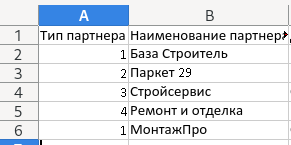 A B
1 Тип партнера Наименование партнера
2 1 База Строитель
3 2 Паркет 29
4 3 Стройсервис
5 4 Ремонт и отделка
6 1 МонтажПро